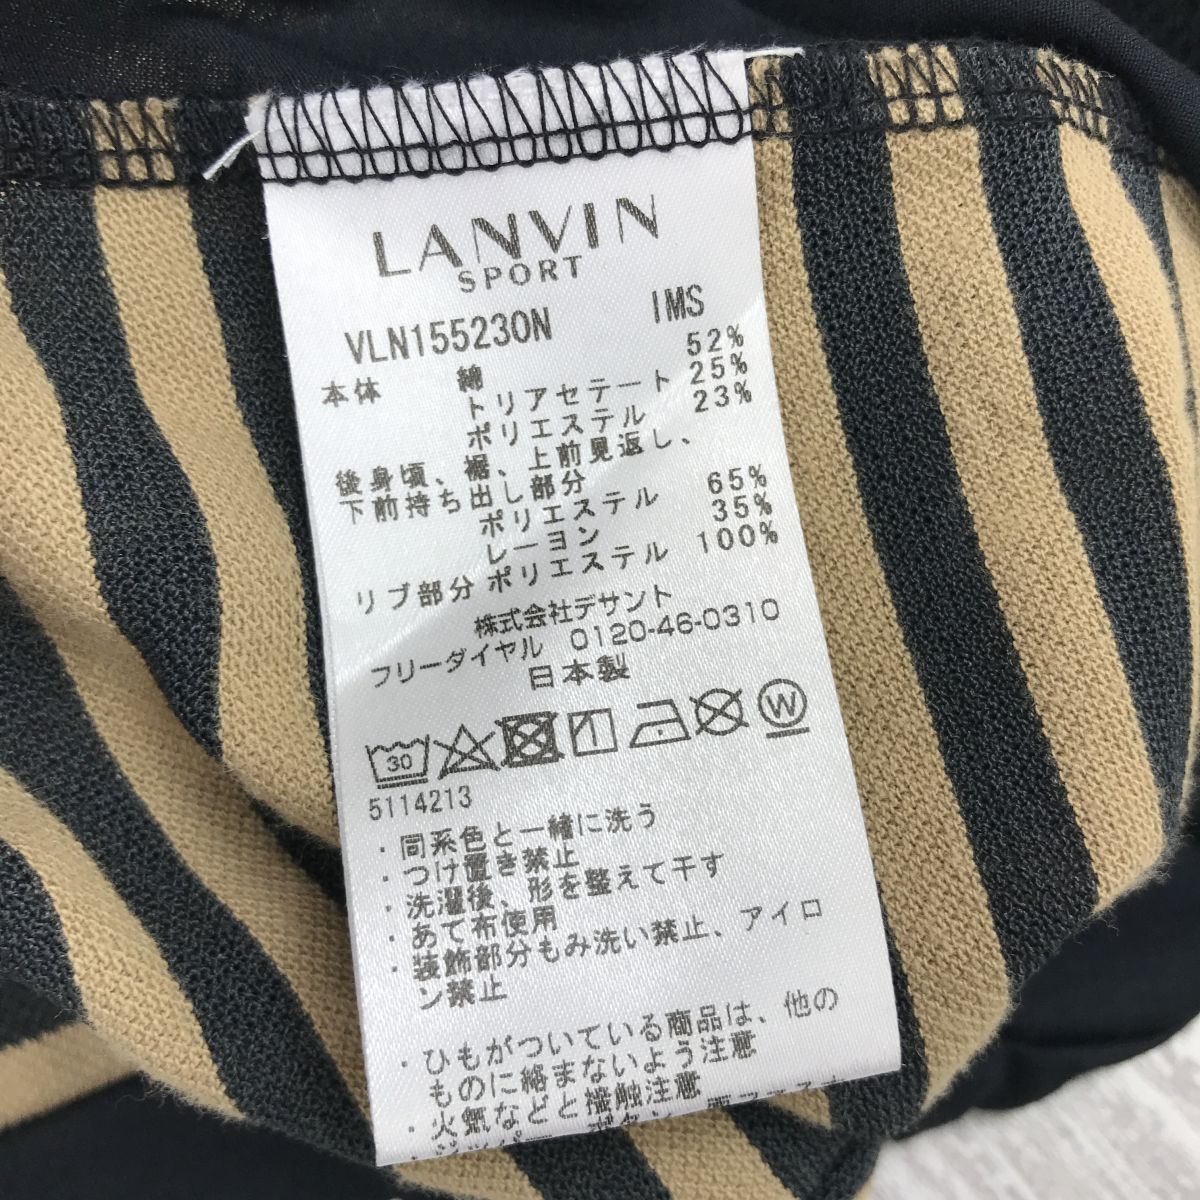 LANVIN
SPORT
VLN155230N IMS
本体 綿 52%
トリアセテート 25%
ポリエステル 23%
後身頃、裾、上前見返し、
下前持ち出し部分
ポリエステル 65%
レーヨン 35%
リブ部分 ポリエステル 100%
株式会社デサント
フリーダイヤル 0120-46-0310
日本製
30 W
5114213
・同系色と一緒に洗う
・つけ置き禁止
・洗濯後、形を整えて干す
・あて布使用
・装飾部分もみ洗い禁止、アイロ
ン禁止
・ひもがついている商品は、他の
ものに絡まないよう注意
・火気などと接触注意